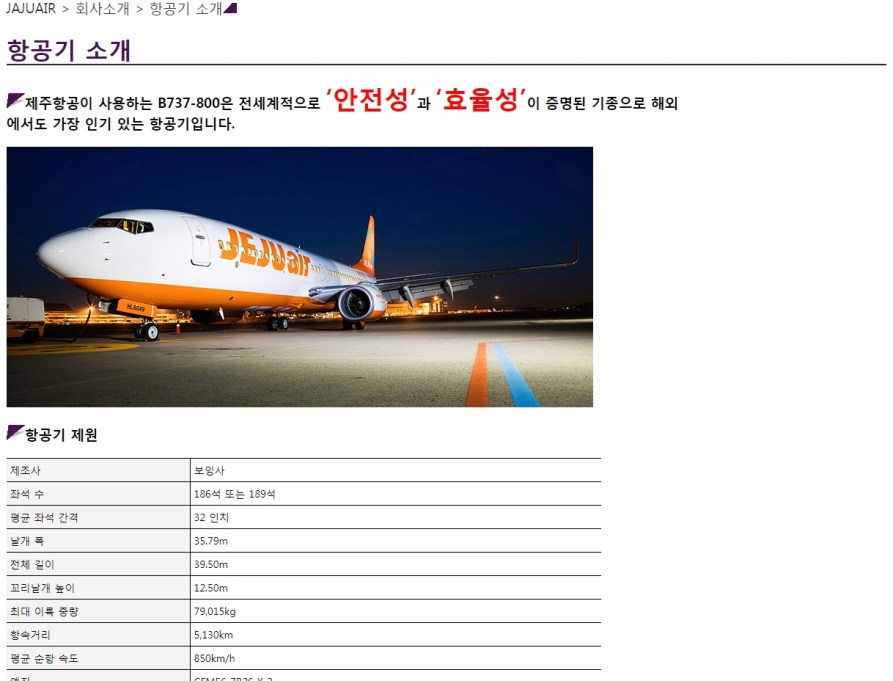 JAJUAIR > 회사소개 > 항공기 소개
항공기 소개
제주항공이 사용하는 B737-800은 전세계적으로 ‘안전성’과 ‘효율성’이 증명된 기종으로 해외
에서도 가장 인기 있는 항공기입니다.
JEJUair
HL8049
항공기 제원
제조사 보잉사
좌석 수 186석 또는 189석
평균 좌석 간격 32 인치
날개 폭 35.79m
전체 길이 39.50m
꼬리날개 높이 12.50m
최대 이륙 중량 79,015kg
항속거리 5,130km
평균 순항 속도 850km/h